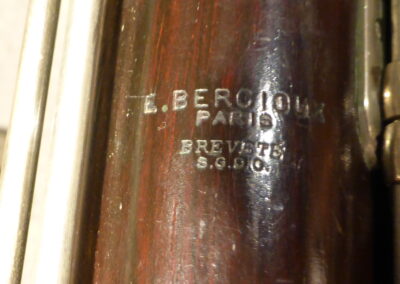 E. BERCIOUX
PARIS
BREVETE
S.G.D.G.